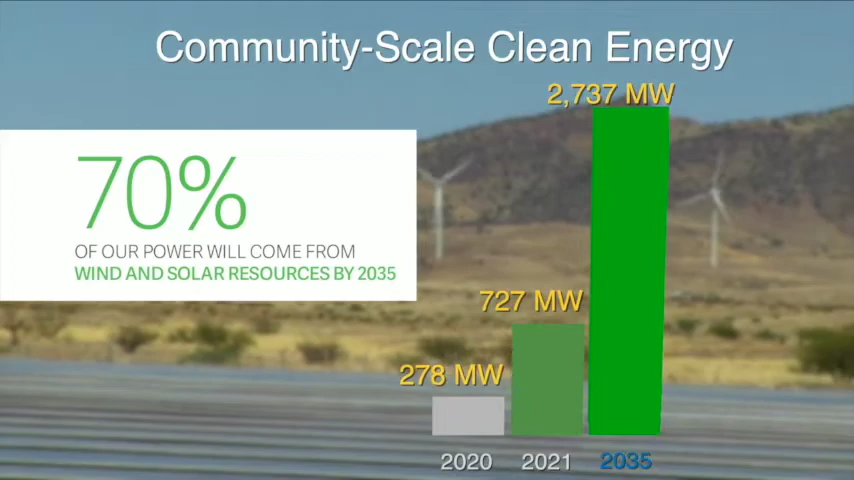 Community-Scale Clean Energy
70%
OF OUR POWER WILL COME FROM
WIND AND SOLAR RESOURCES BY 2035
2,737 MW
727 MW
278 MW
2020 2021 2035